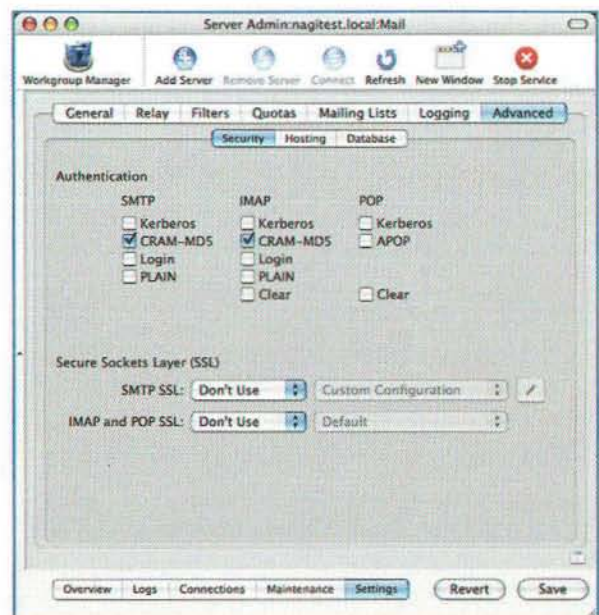 Server Admin:nagitest.local:Mail
Workgroup Manager Add Server Remove Server Connect Refresh New Window Stop Service
General Relay Filters Quotas Mailing Lists Logging Advanced
Security Hosting Database
Authentication
SMTP IMAP POP
Kerberos Kerberos Kerberos
CRAM-MD5 CRAM-MD5 APOP
Login Login
PLAIN PLAIN
Clear Clear
Secure Sockets Layer (SSL)
SMTP SSL: Don't Use Custom Configuration
IMAP and POP SSL: Don't Use Default
Overview Logs Connections Maintenance Settings Revert Save